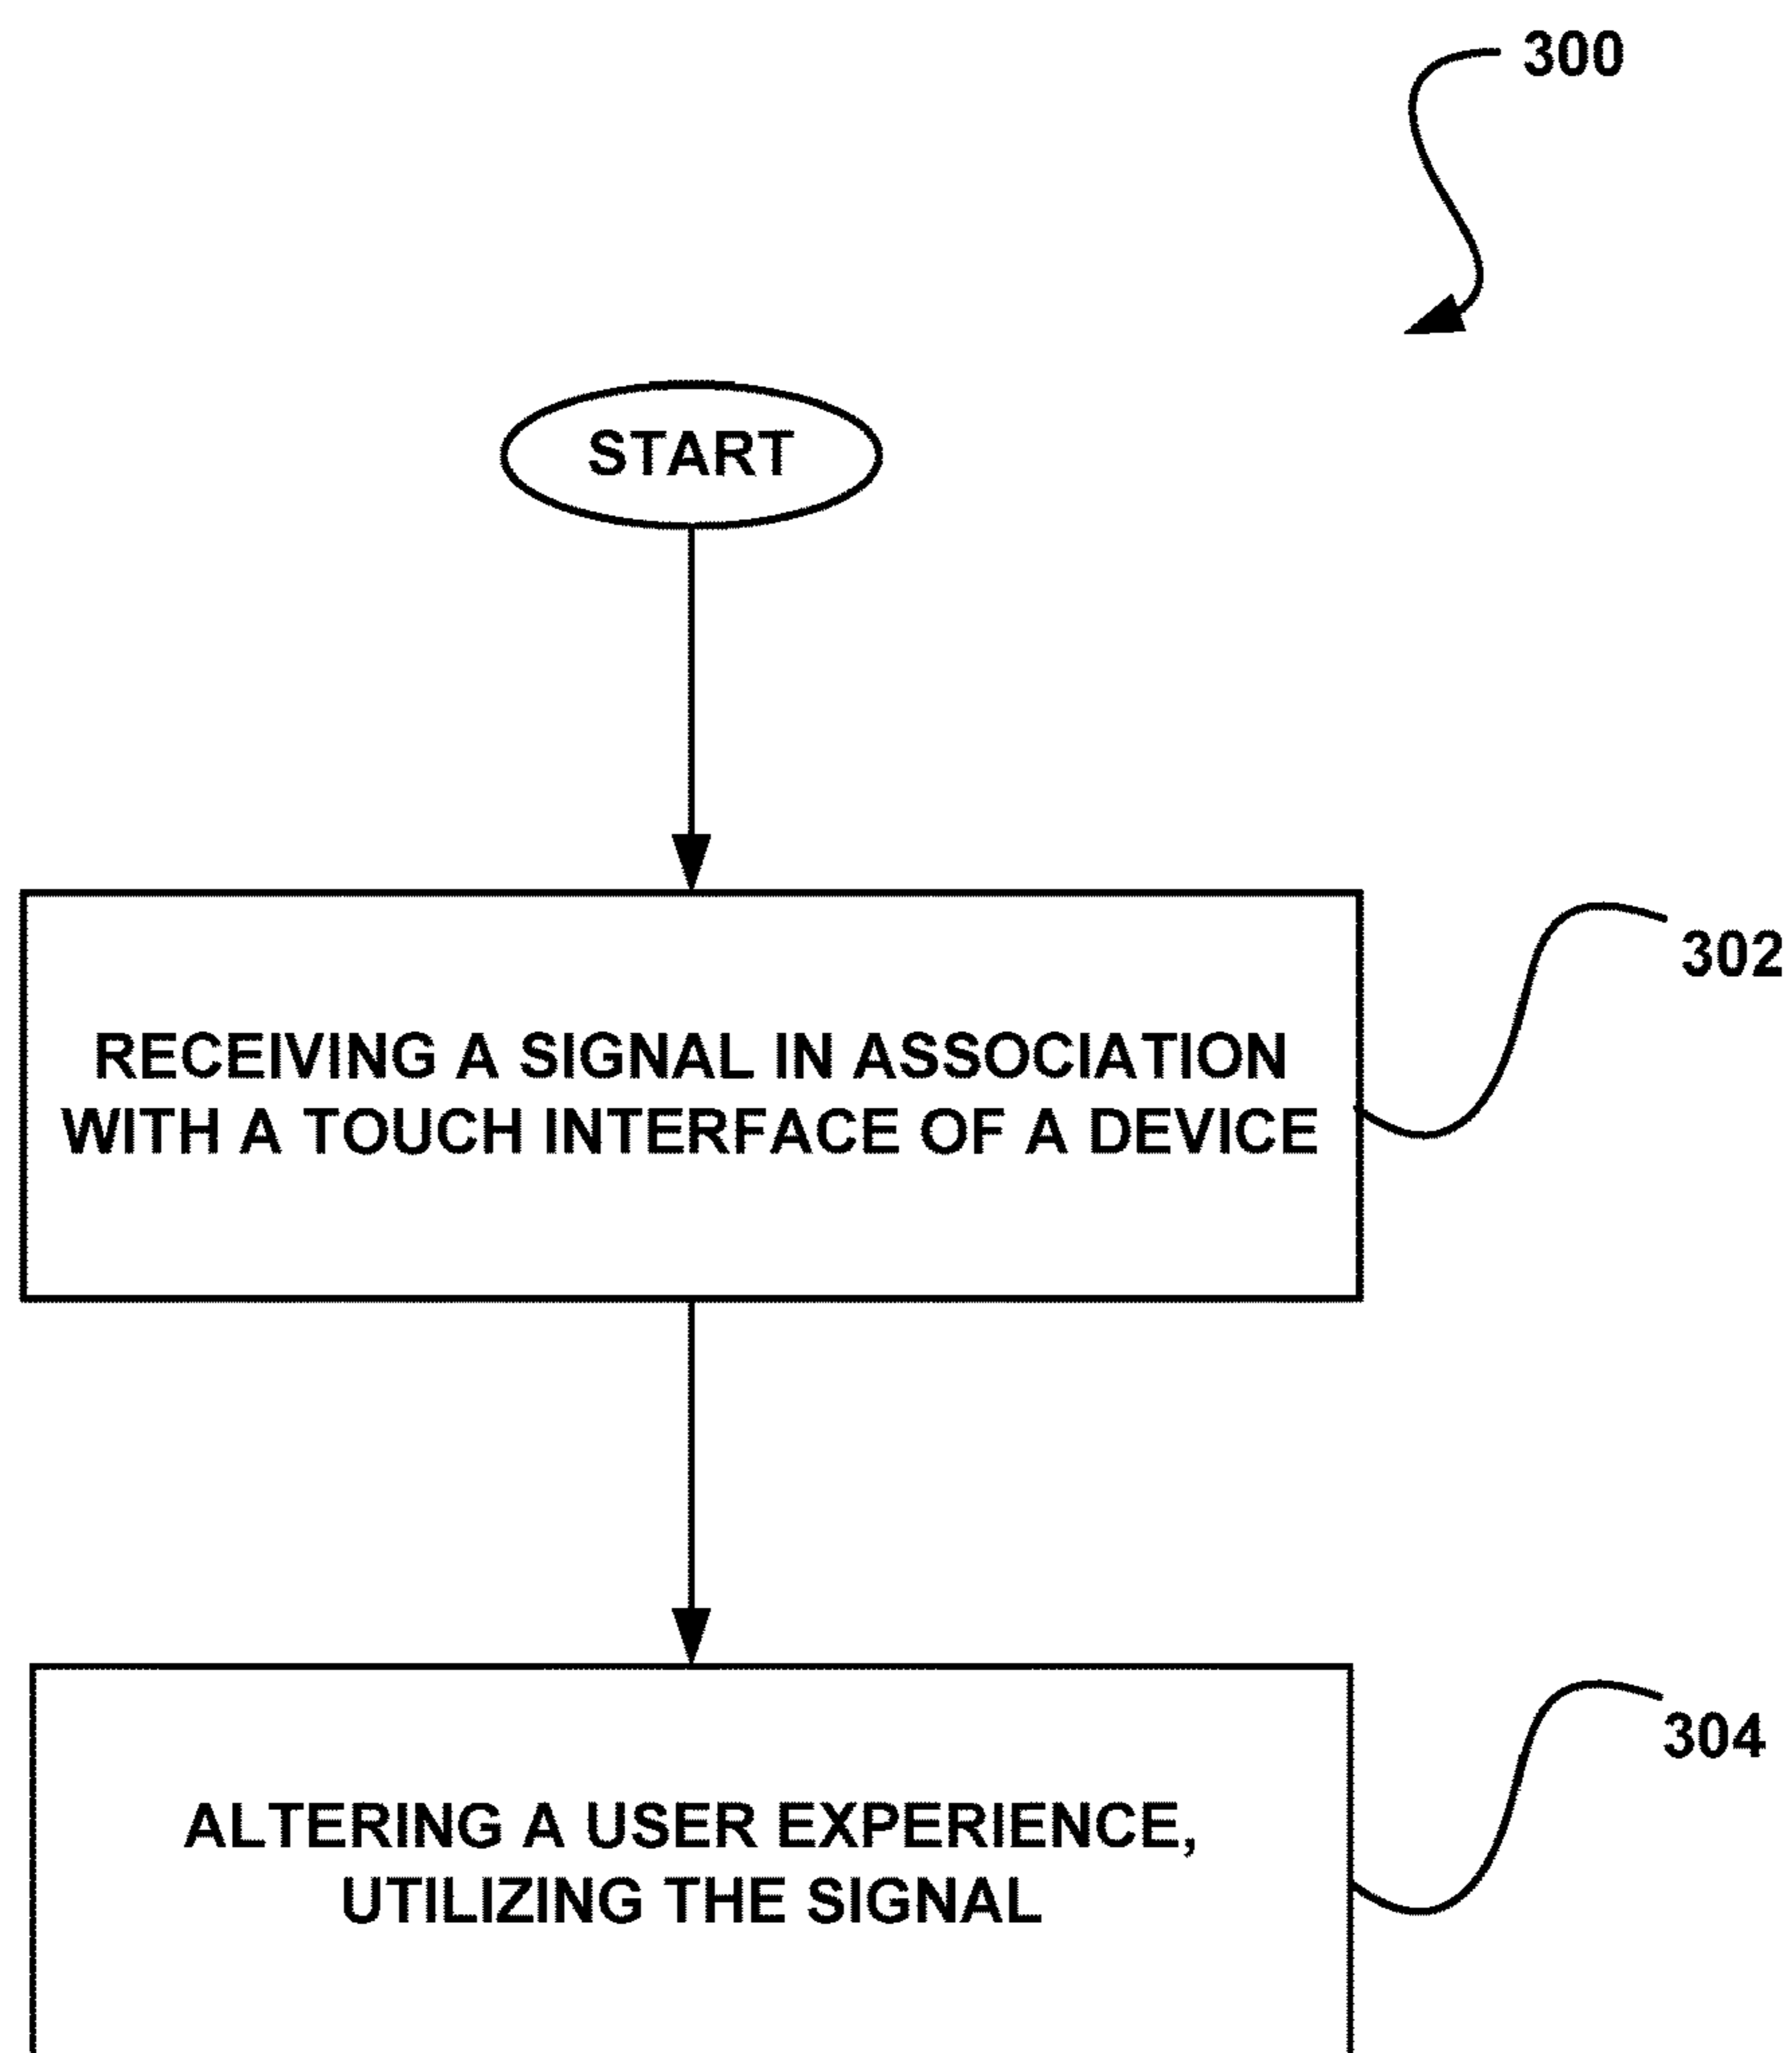 300
START
302
RECEIVING A SIGNAL IN ASSOCIATION
WITH A TOUCH INTERFACE OF A DEVICE
304
ALTERING A USER EXPERIENCE,
UTILIZING THE SIGNAL